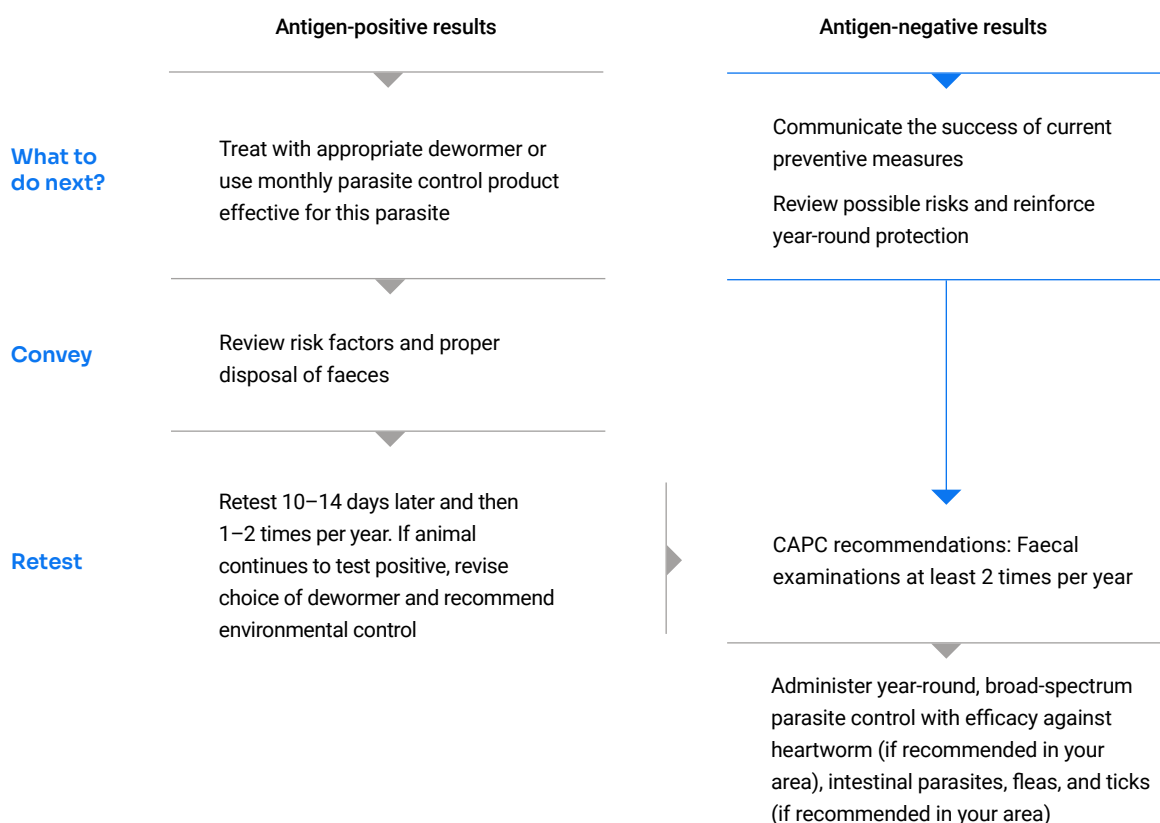 Antigen-positive results
Antigen-negative results
What to
do next?
Treat with appropriate dewormer or
use monthly parasite control product
effective for this parasite
Communicate the success of current
preventive measures
Review possible risks and reinforce
year-round protection
Convey
Review risk factors and proper
disposal of faeces
Retest
Retest 10–14 days later and then
1–2 times per year. If animal
continues to test positive, revise
choice of dewormer and recommend
environmental control
CAPC recommendations: Faecal
examinations at least 2 times per year
Administer year-round, broad-spectrum
parasite control with efficacy against
heartworm (if recommended in your
area), intestinal parasites, fleas, and ticks
(if recommended in your area)